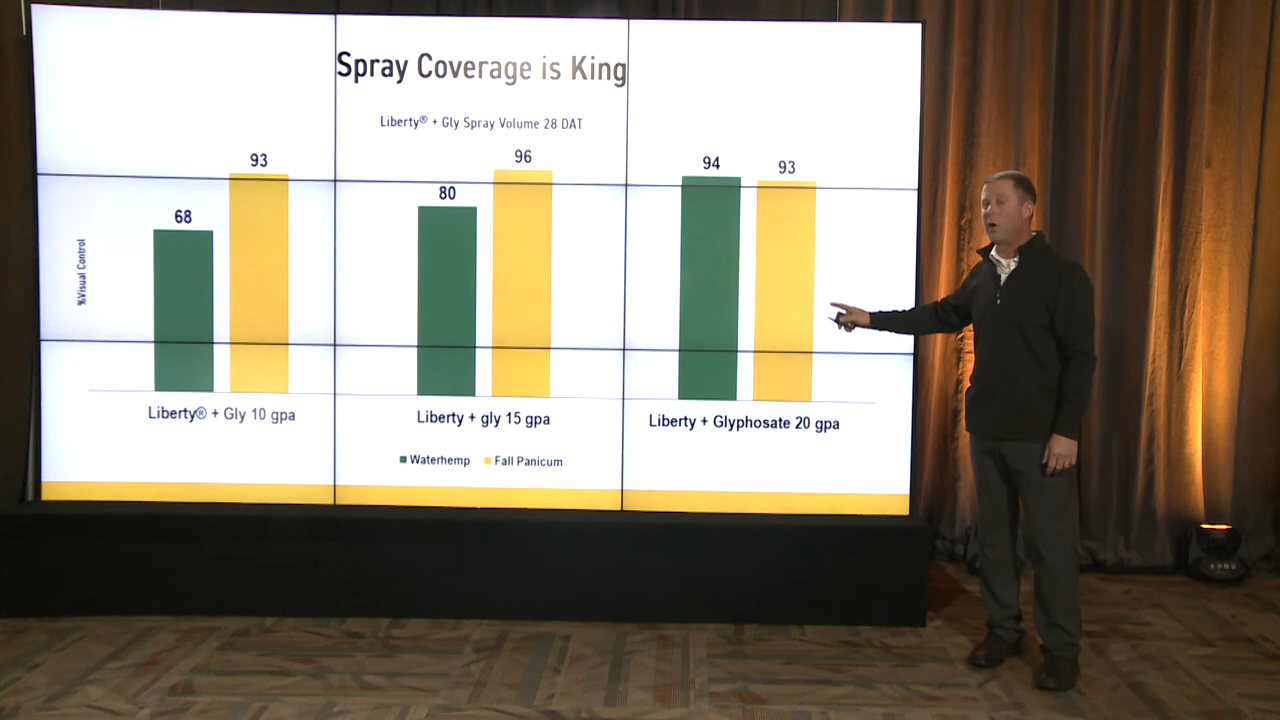 Spray Coverage is King
Liberty® + Gly Spray Volume 28 DAT
%Visual Control
68
93
80
96
94
93
Liberty® + Gly 10 gpa
Liberty + gly 15 gpa
Liberty + Glyphosate 20 gpa
Waterhemp
Fall Panicum